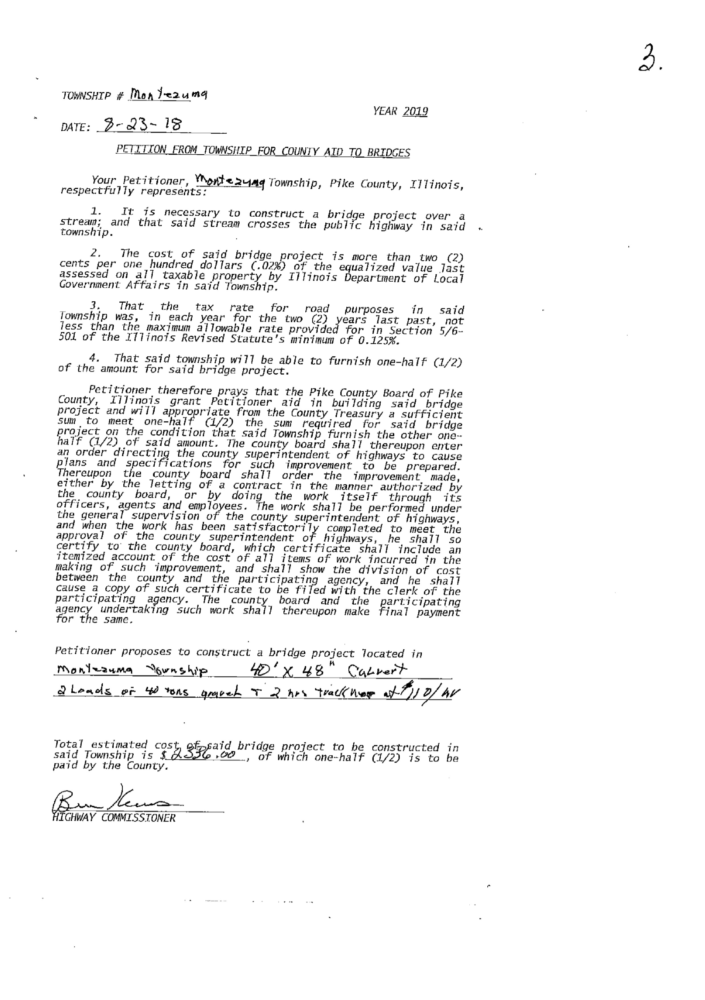 3.
TOWNSHIP # Montezuma
YEAR 2019
DATE: 8-23-18
PETITION FROM TOWNSHIP FOR COUNTY AID TO BRIDGES
Your Petitioner, Montezuma Township, Pike County, Illinois,
respectfully represents:
1. It is necessary to construct a bridge project over a
stream; and that said stream crosses the public highway in said
township.
2. The cost of said bridge project is more than two (2)
cents per one hundred dollars (.02%) of the equalized value last
assessed on all taxable property by Illinois Department of Local
Government Affairs in said Township.
3. That the tax rate for road purposes in said
Township was, in each year for the two (2) years last past, not
less than the maximum allowable rate provided for in Section 5/6-
501 of the Illinois Revised Statute's minimum of 0.125%.
4. That said township will be able to furnish one-half (1/2)
of the amount for said bridge project.
Petitioner therefore prays that the Pike County Board of Pike
County, Illinois grant Petitioner aid in building said bridge
project and will appropriate from the County Treasury a sufficient
sum to meet one-half (1/2) the sum required for said bridge
project on the condition that said Township furnish the other one-
half (1/2) of said amount. The county board shall thereupon enter
an order directing the county superintendent of highways to cause
plans and specifications for such improvement to be prepared.
Thereupon the county board shall order the improvement made,
either by the letting of a contract in the manner authorized by
the county board, or by doing the work itself through its
officers, agents and employees. The work shall be performed under
the general supervision of the county superintendent of highways,
and when the work has been satisfactorily completed to meet the
approval of the county superintendent of highways, he shall so
certify to the county board, which certificate shall include an
itemized account of the cost of all items of work incurred in the
making of such improvement, and shall show the division of cost
between the county and the participating agency, and he shall
cause a copy of such certificate to be filed with the clerk of the
participating agency. The county board and the participating
agency undertaking such work shall thereupon make final payment
for the same.
Petitioner proposes to construct a bridge project located in
Montezuma Township 40' X 48" Calvert
2 Loads or 40 tons gravel + 2 hrs trackhoe at $110/hr
Total estimated cost of said bridge project to be constructed in
said Township is $ 2336.00, of which one-half (1/2) is to be
paid by the County.
HIGHWAY COMMISSIONER